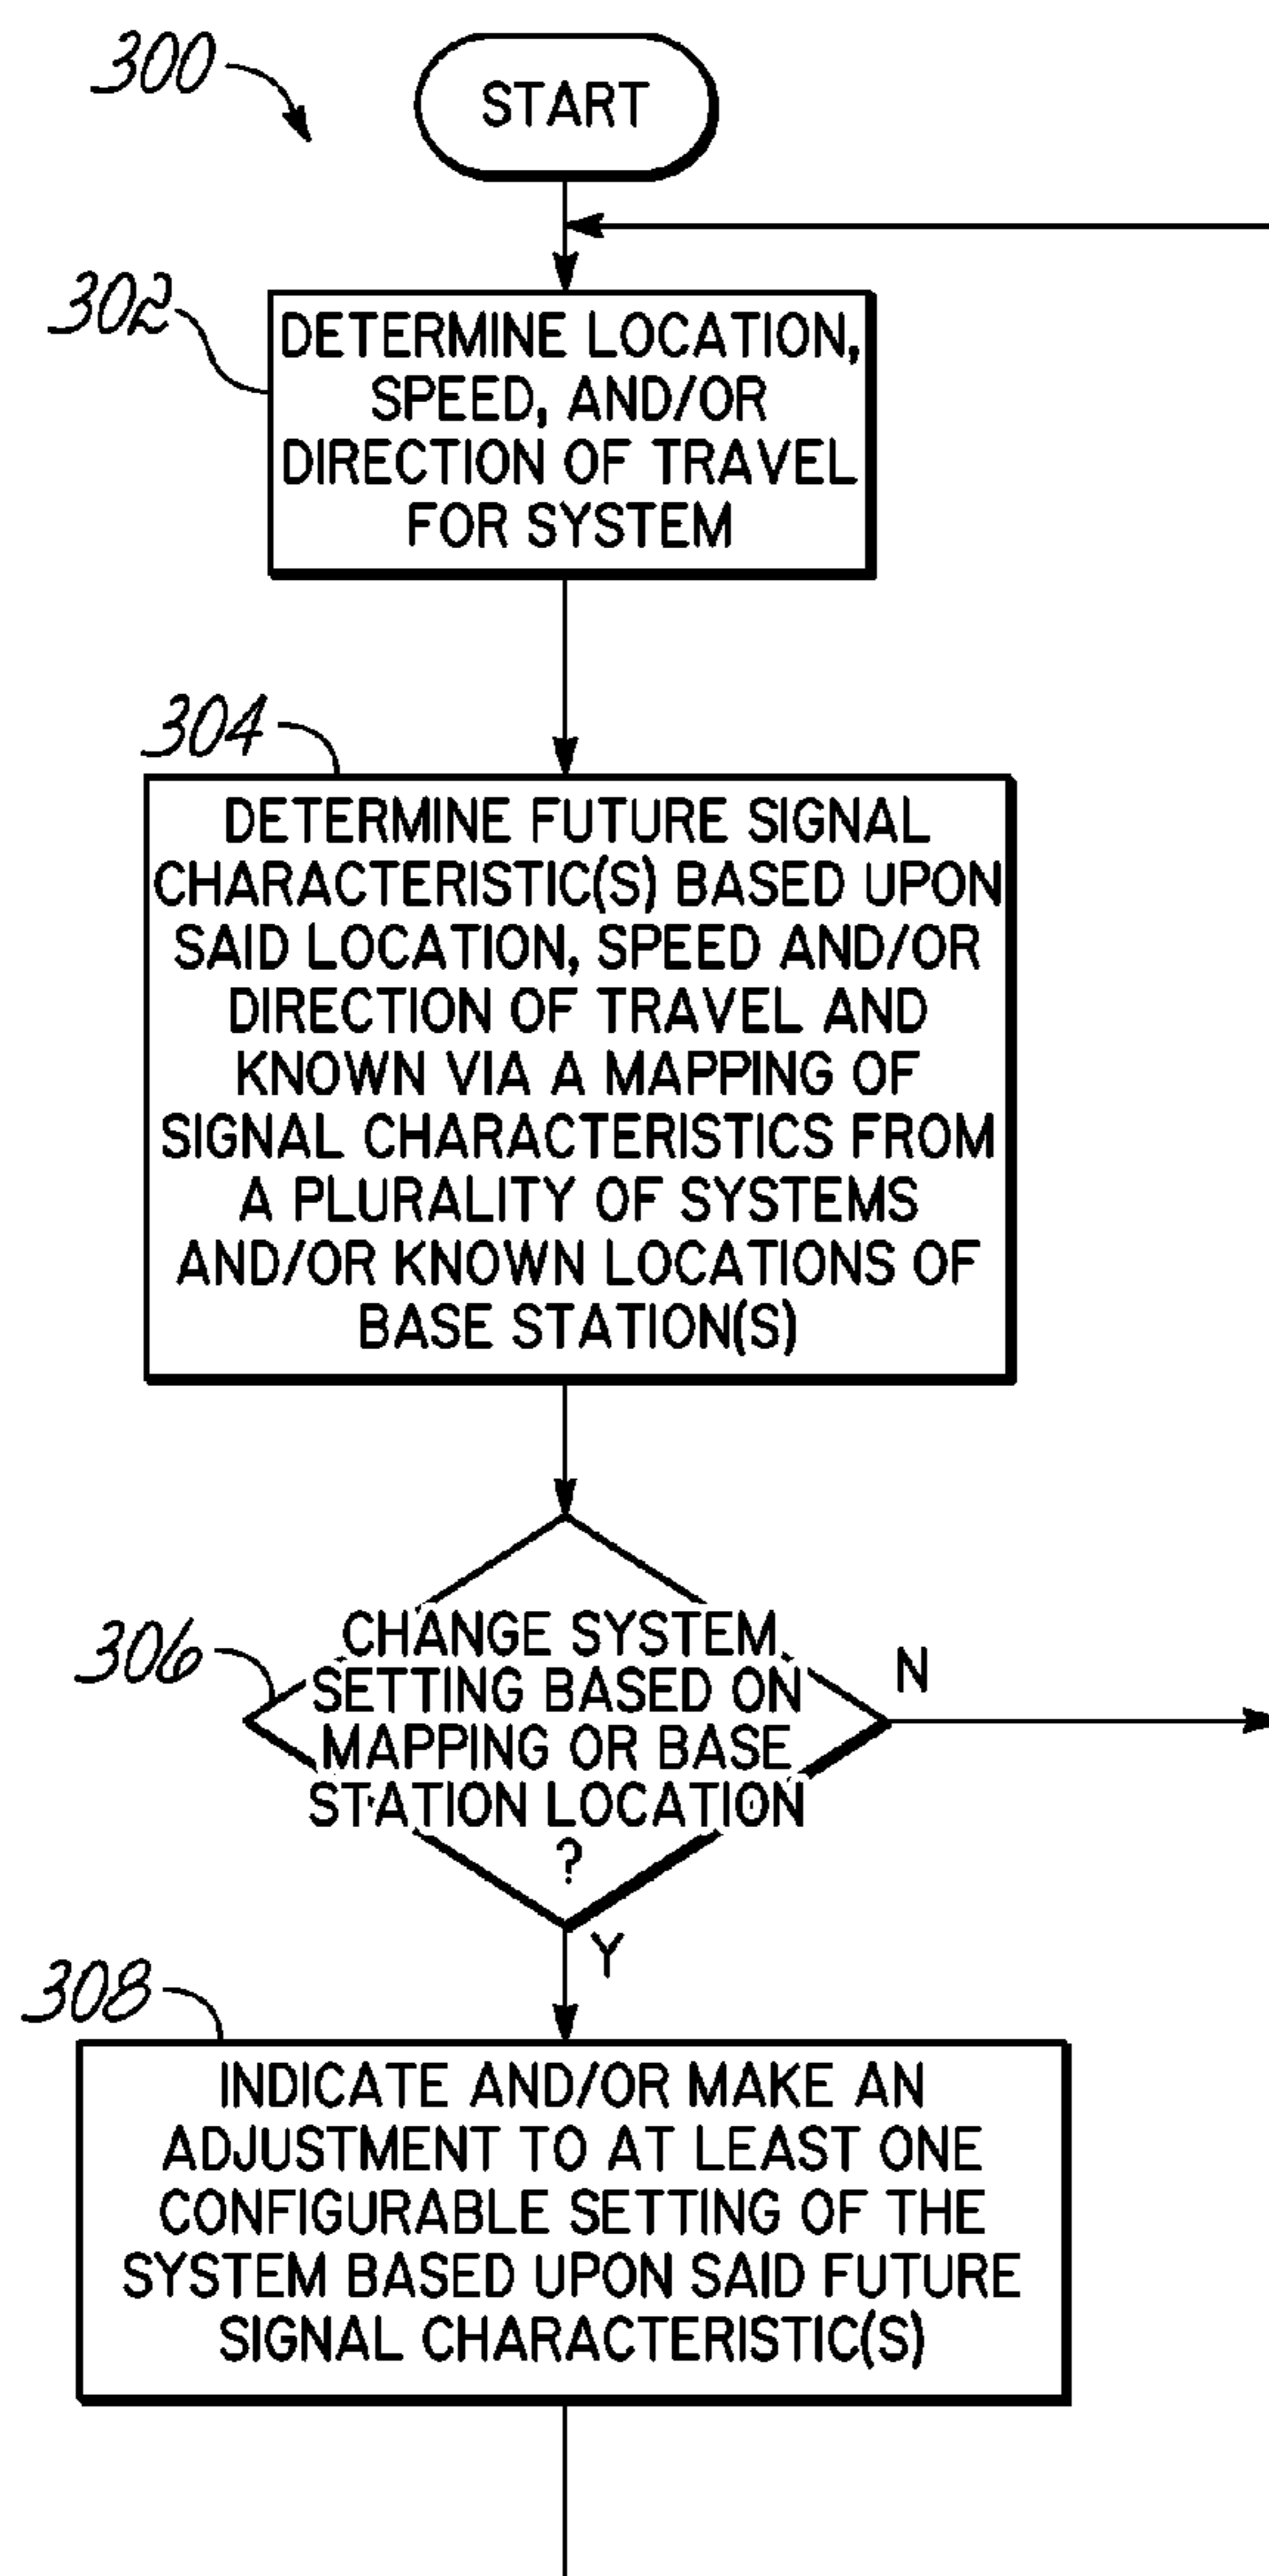 300
START
302
DETERMINE LOCATION,
SPEED, AND/OR
DIRECTION OF TRAVEL
FOR SYSTEM
304
DETERMINE FUTURE SIGNAL
CHARACTERISTIC(S) BASED UPON
SAID LOCATION, SPEED AND/OR
DIRECTION OF TRAVEL AND
KNOWN VIA A MAPPING OF
SIGNAL CHARACTERISTICS FROM
A PLURALITY OF SYSTEMS
AND/OR KNOWN LOCATIONS OF
BASE STATION(S)
306
CHANGE SYSTEM
SETTING BASED ON
MAPPING OR BASE
STATION LOCATION
?
N
Y
308
INDICATE AND/OR MAKE AN
ADJUSTMENT TO AT LEAST ONE
CONFIGURABLE SETTING OF THE
SYSTEM BASED UPON SAID FUTURE
SIGNAL CHARACTERISTIC(S)